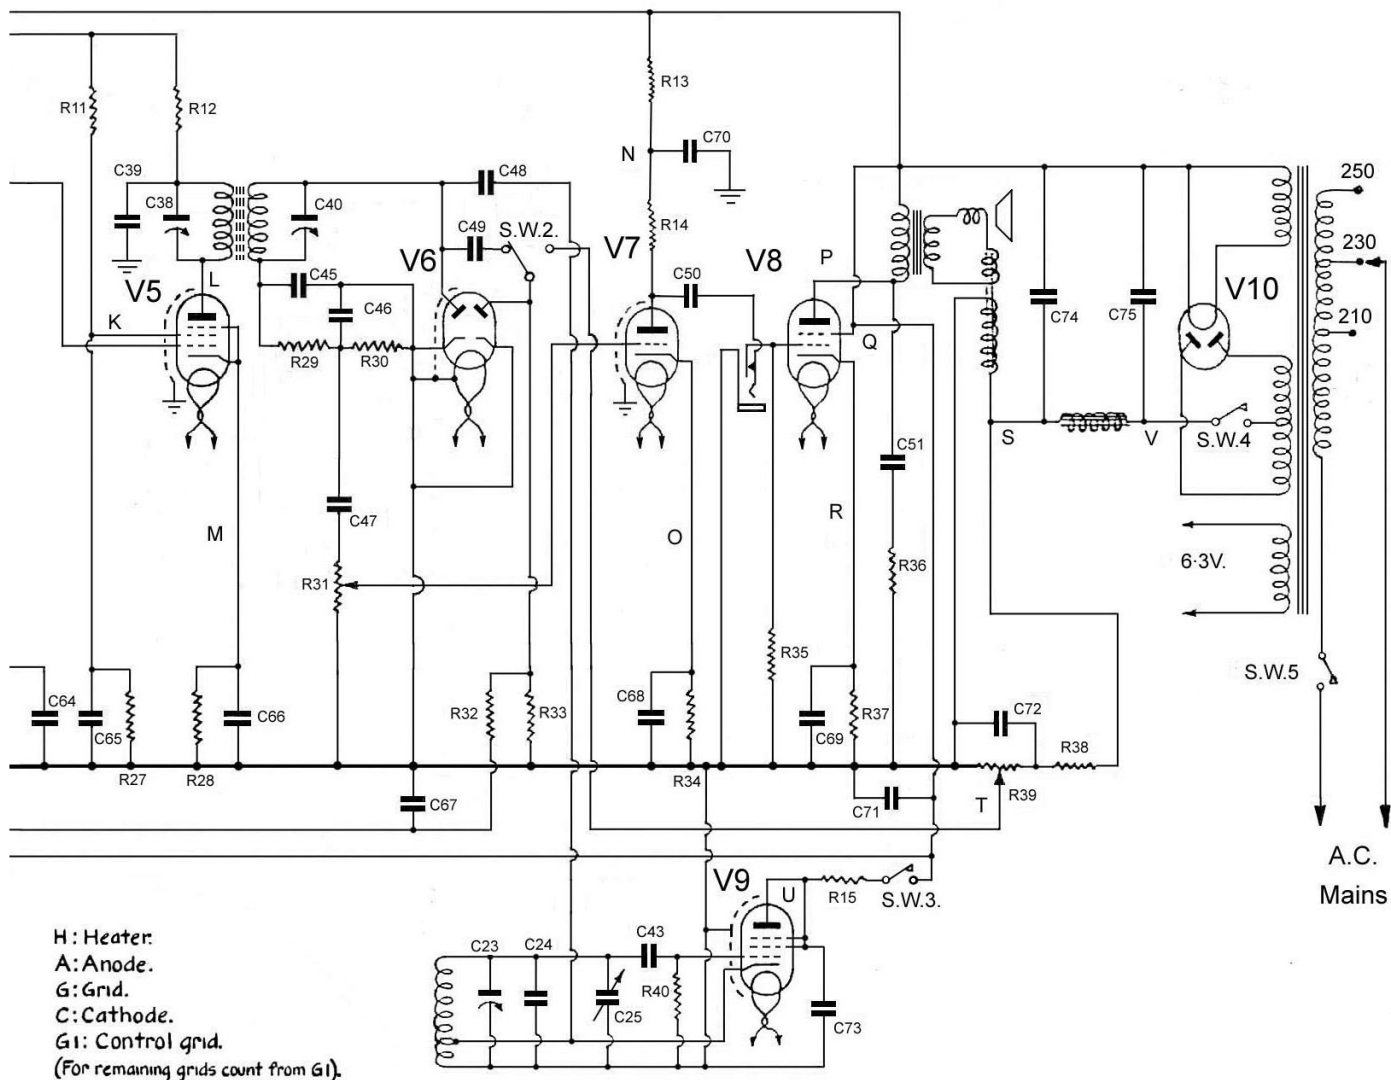 R13
R11
R12
C70
N
C39
C48
250
C38
C40
R14
C49
S.W.2.
V7
V8
P
230
V6
L
C45
C50
V10
V5
K
C46
C74
C75
210
Q
R29
R30
S
V
S.W.4
C51
C47
R
M
O
R31
R36
6·3V.
R35
S.W.5
C64
C65
C66
R32
R33
C68
C69
R37
C72
R38
R27
R28
R34
C67
C71
T
R39
A.C.
Mains
V9
U
R15
S.W.3.
H: Heater.
A: Anode.
G: Grid.
C: Cathode.
G1: Control grid.
(For remaining grids count from G1).
C23
C24
C43
C25
R40
C73